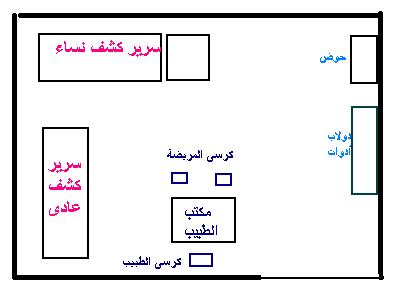 سرير كشف نساء
حوض
دولاب
أدوات
كرسى المريضة
سرير
كشف
عادى
مكتب
الطبيب
كرسى الطبيب